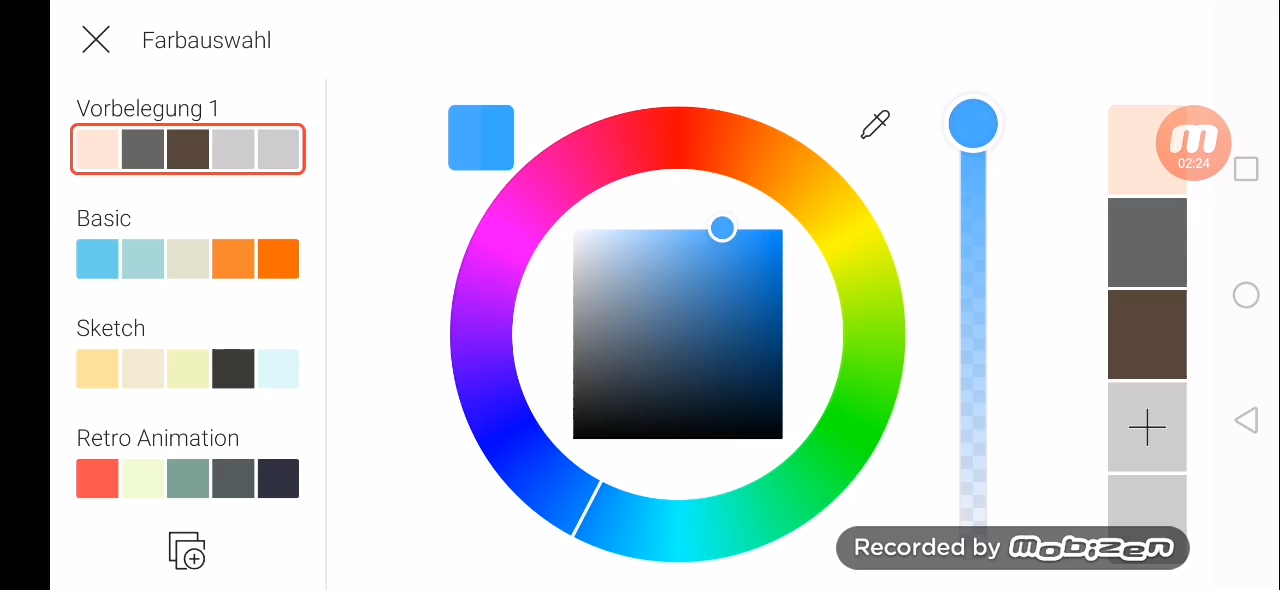 Farbauswahl
Vorbelegung 1
Basic
Sketch
Retro Animation
02:24
Recorded by mobizen